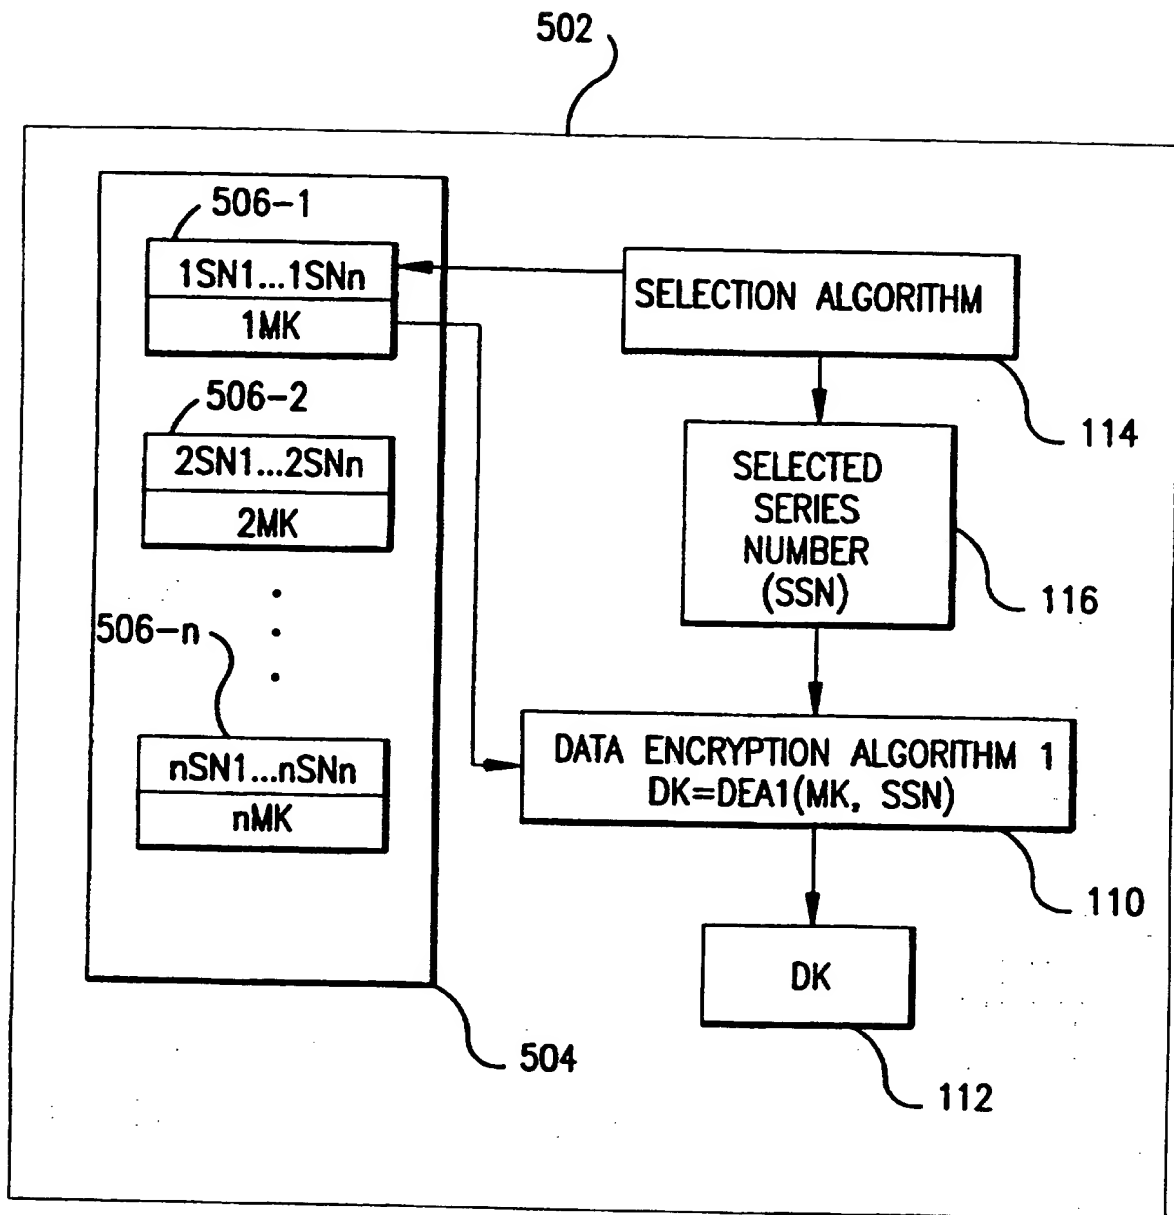 502
506-1
1SN1...1SNn
1MK
506-2
2SN1...2SNn
2MK
506-n
nSN1...nSNn
nMK
504
SELECTION ALGORITHM
114
SELECTED
SERIES
NUMBER
(SSN)
116
DATA ENCRYPTION ALGORITHM 1
DK=DEA1(MK, SSN)
110
DK
112